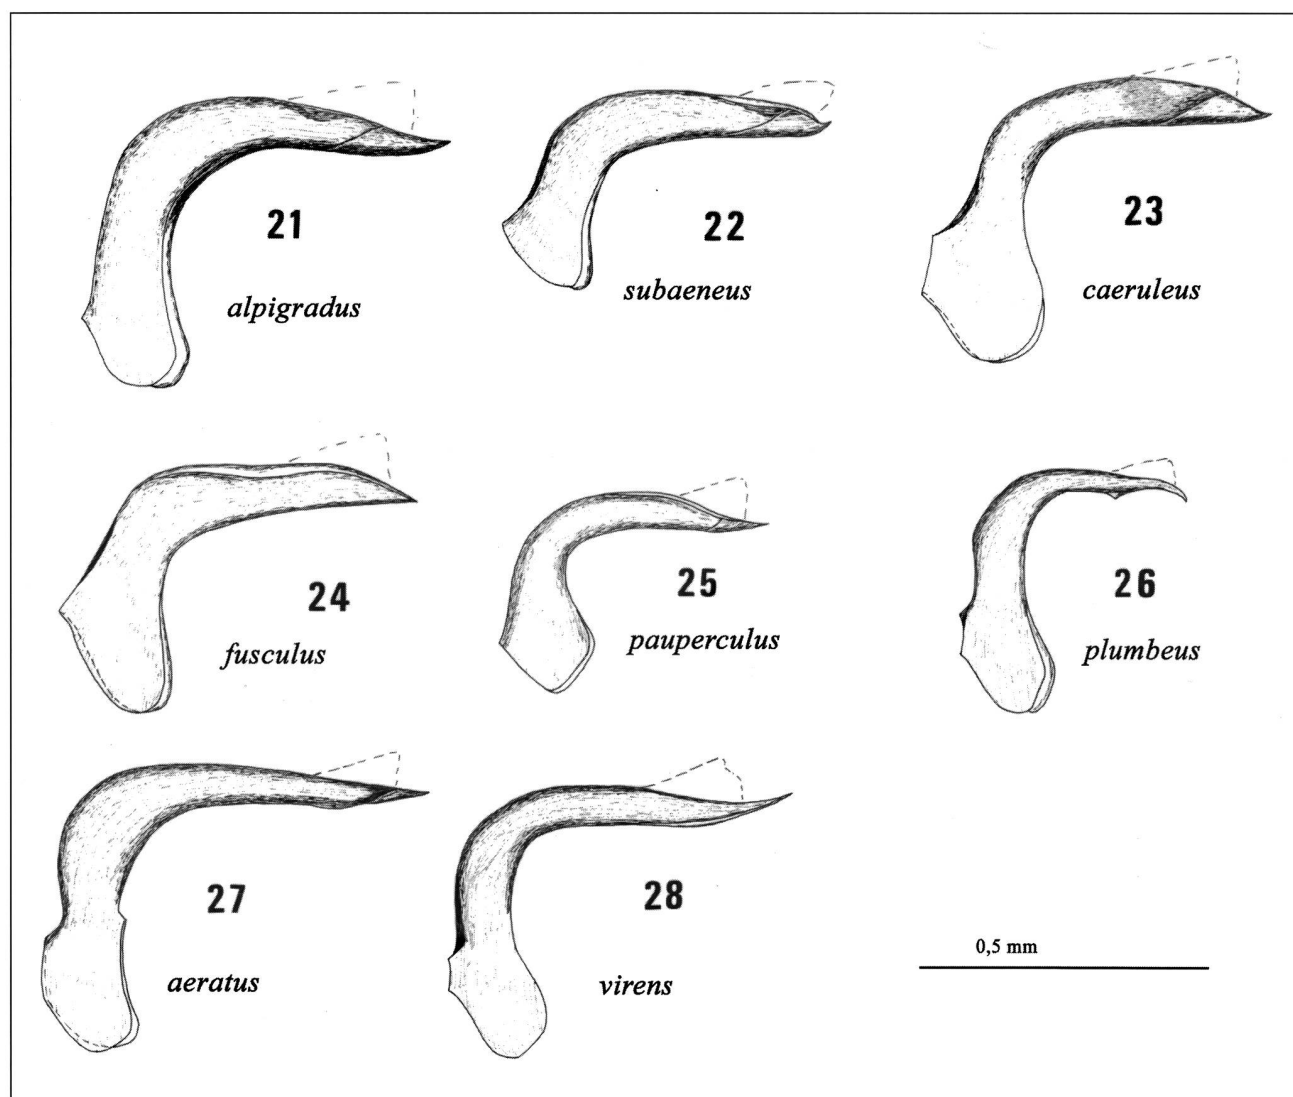 21
alpigradus
22
subaeneus
23
caeruleus
24
fusculus
25
pauperculus
26
plumbeus
27
aeratus
28
virens
0,5 mm